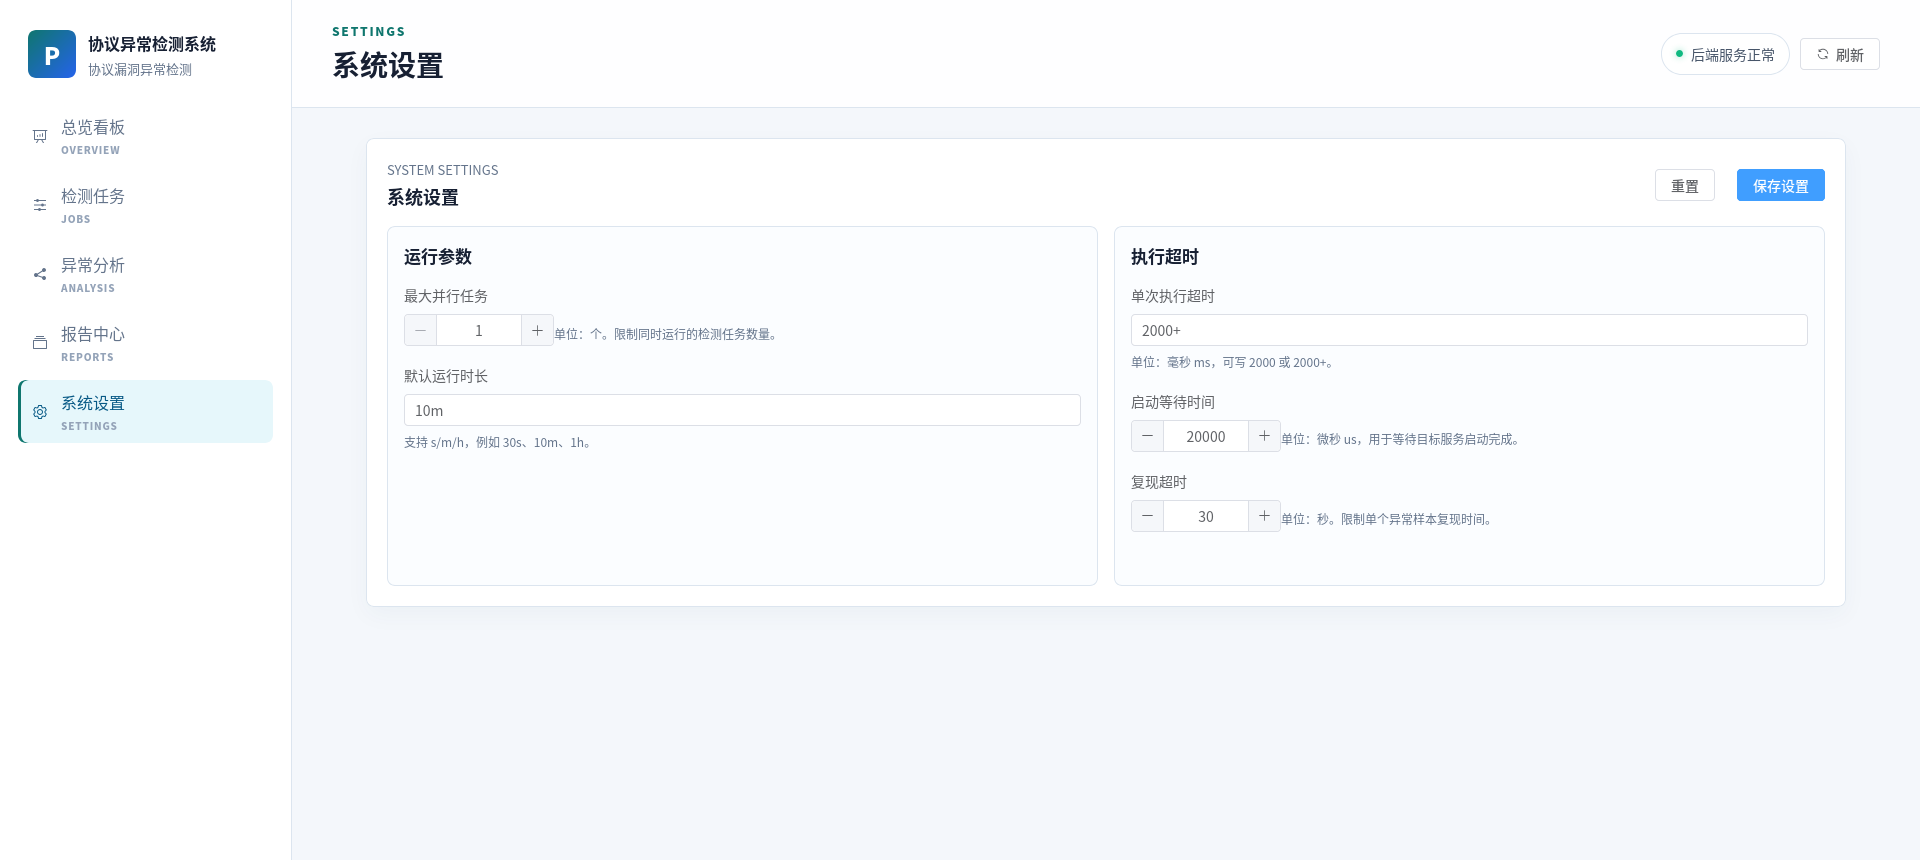 P
协议异常检测系统
协议漏洞异常检测
总览看板
OVERVIEW
检测任务
JOBS
异常分析
ANALYSIS
报告中心
REPORTS
系统设置
SETTINGS
SETTINGS
系统设置
后端服务正常
刷新
SYSTEM SETTINGS
系统设置
重置
保存设置
运行参数
最大并行任务
1
单位：个。限制同时运行的检测任务数量。
默认运行时长
10m
支持 s/m/h，例如 30s、10m、1h。
执行超时
单次执行超时
2000+
单位：毫秒 ms，可写 2000 或 2000+。
启动等待时间
20000
单位：微秒 us，用于等待目标服务启动完成。
复现超时
30
单位：秒。限制单个异常样本复现时间。